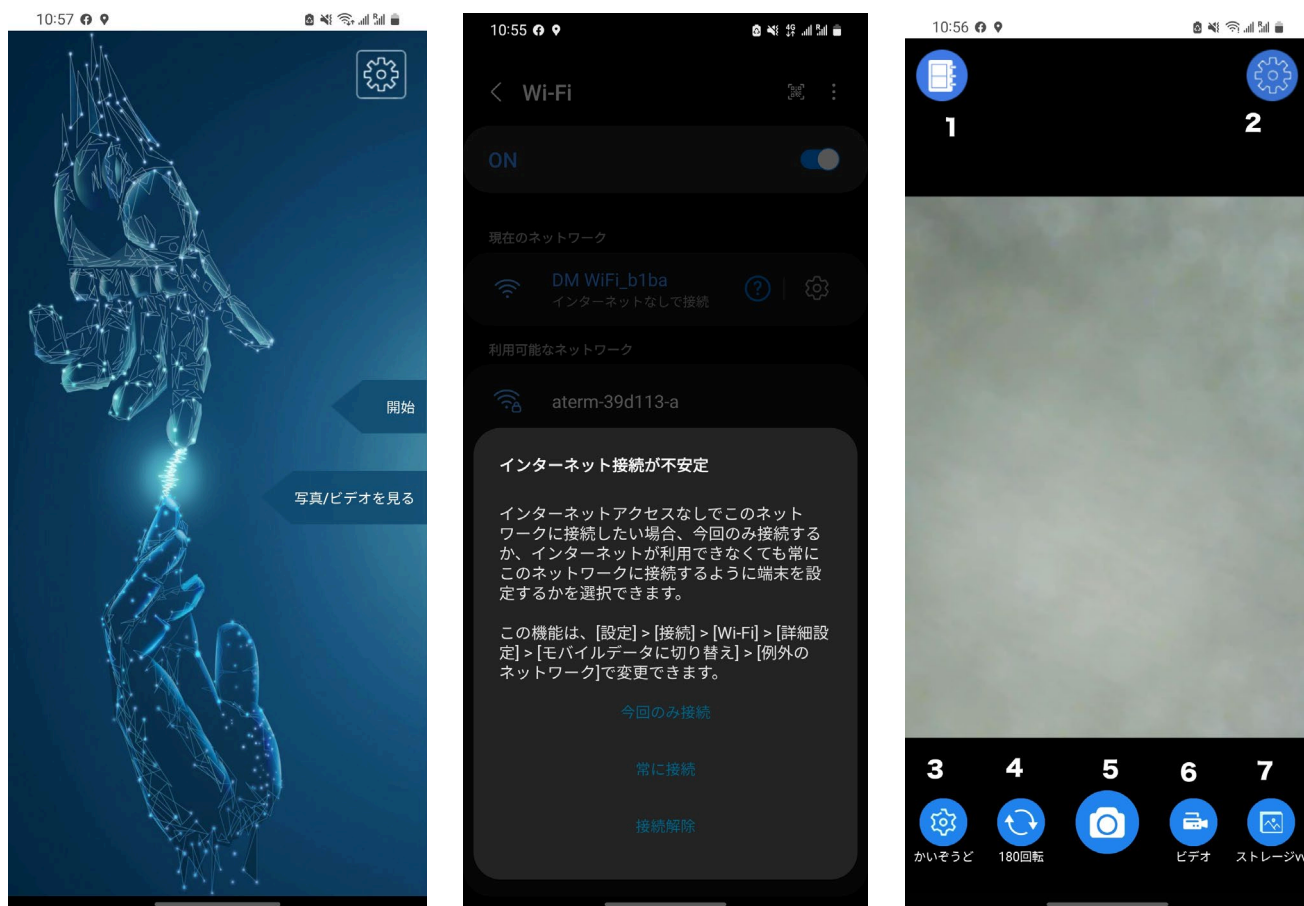 10:57
開始
写真/ビデオを見る
10:55
4G
Wi-Fi
ON
現在のネットワーク
DM WiFi_b1ba
インターネットなしで接続
利用可能なネットワーク
aterm-39d113-a
インターネット接続が不安定
インターネットアクセスなしでこのネット
ワークに接続したい場合、今回のみ接続する
か、インターネットが利用できなくても常に
このネットワークに接続するように端末を設
定するかを選択できます。
この機能は、[設定] > [接続] > [Wi-Fi] > [詳細設
定] > [モバイルデータに切り替え] > [例外の
ネットワーク]で変更できます。
今回のみ接続
常に接続
接続解除
10:56
1
2
3
4
5
6
7
かいぞうど
180回転
ビデオ
ストレージw